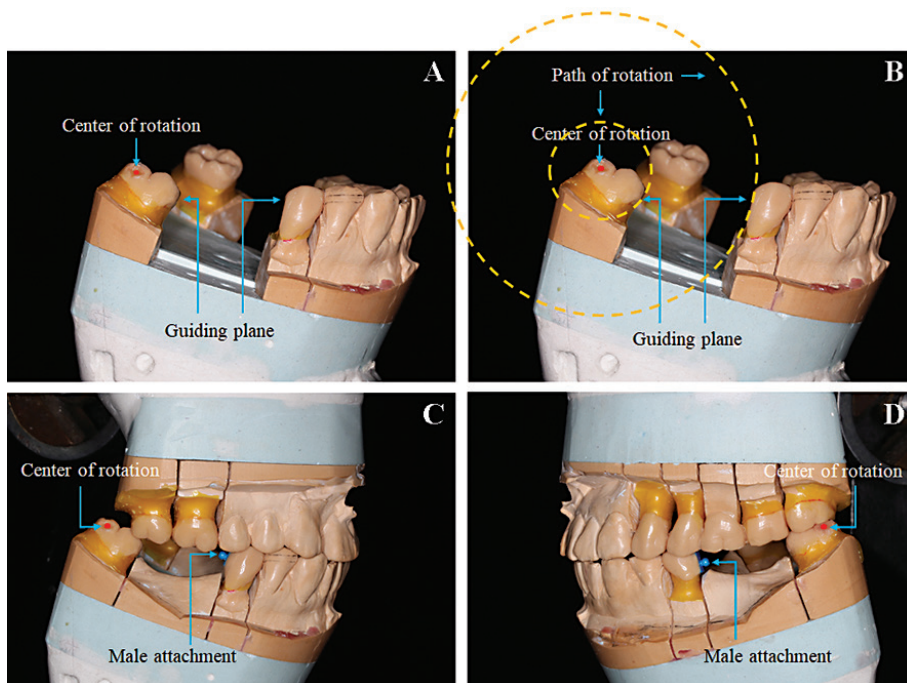 A
Center of rotation
Guiding plane
B
Path of rotation
Center of rotation
Guiding plane
C
Center of rotation
Male attachment
D
Center of rotation
Male attachment